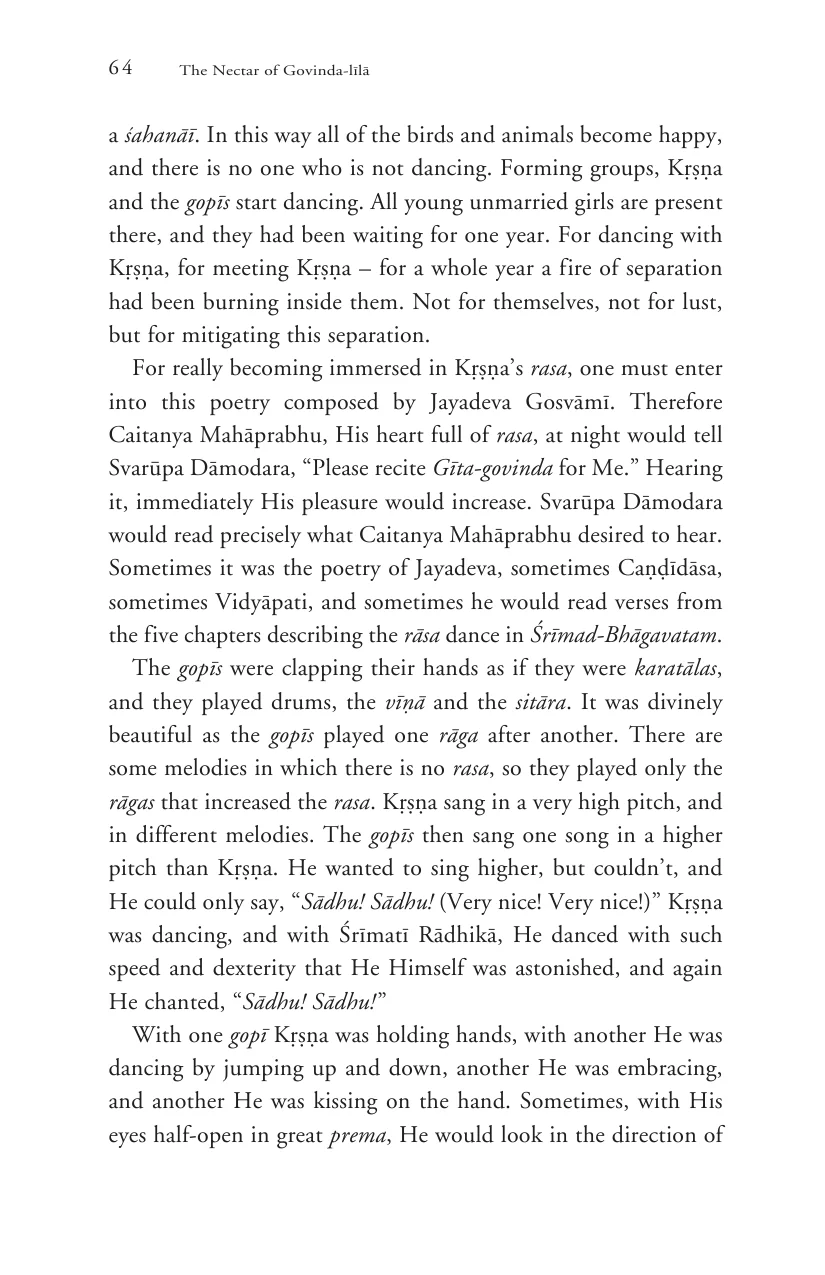 64 The Nectar of Govinda-līlā
a śahanāī. In this way all of the birds and animals become happy,
and there is no one who is not dancing. Forming groups, Kṛṣṇa
and the gopīs start dancing. All young unmarried girls are present
there, and they had been waiting for one year. For dancing with
Kṛṣṇa, for meeting Kṛṣṇa – for a whole year a fire of separation
had been burning inside them. Not for themselves, not for lust,
but for mitigating this separation.
For really becoming immersed in Kṛṣṇa’s rasa, one must enter
into this poetry composed by Jayadeva Gosvāmī. Therefore
Caitanya Mahāprabhu, His heart full of rasa, at night would tell
Svarūpa Dāmodara, “Please recite Gīta-govinda for Me.” Hearing
it, immediately His pleasure would increase. Svarūpa Dāmodara
would read precisely what Caitanya Mahāprabhu desired to hear.
Sometimes it was the poetry of Jayadeva, sometimes Caṇḍīdāsa,
sometimes Vidyāpati, and sometimes he would read verses from
the five chapters describing the rāsa dance in Śrīmad-Bhāgavatam.
The gopīs were clapping their hands as if they were karatālas,
and they played drums, the vīṇā and the sitāra. It was divinely
beautiful as the gopīs played one rāga after another. There are
some melodies in which there is no rasa, so they played only the
rāgas that increased the rasa. Kṛṣṇa sang in a very high pitch, and
in different melodies. The gopīs then sang one song in a higher
pitch than Kṛṣṇa. He wanted to sing higher, but couldn’t, and
He could only say, “Sādhu! Sādhu! (Very nice! Very nice!)” Kṛṣṇa
was dancing, and with Śrīmatī Rādhikā, He danced with such
speed and dexterity that He Himself was astonished, and again
He chanted, “Sādhu! Sādhu!”
With one gopī Kṛṣṇa was holding hands, with another He was
dancing by jumping up and down, another He was embracing,
and another He was kissing on the hand. Sometimes, with His
eyes half-open in great prema, He would look in the direction of